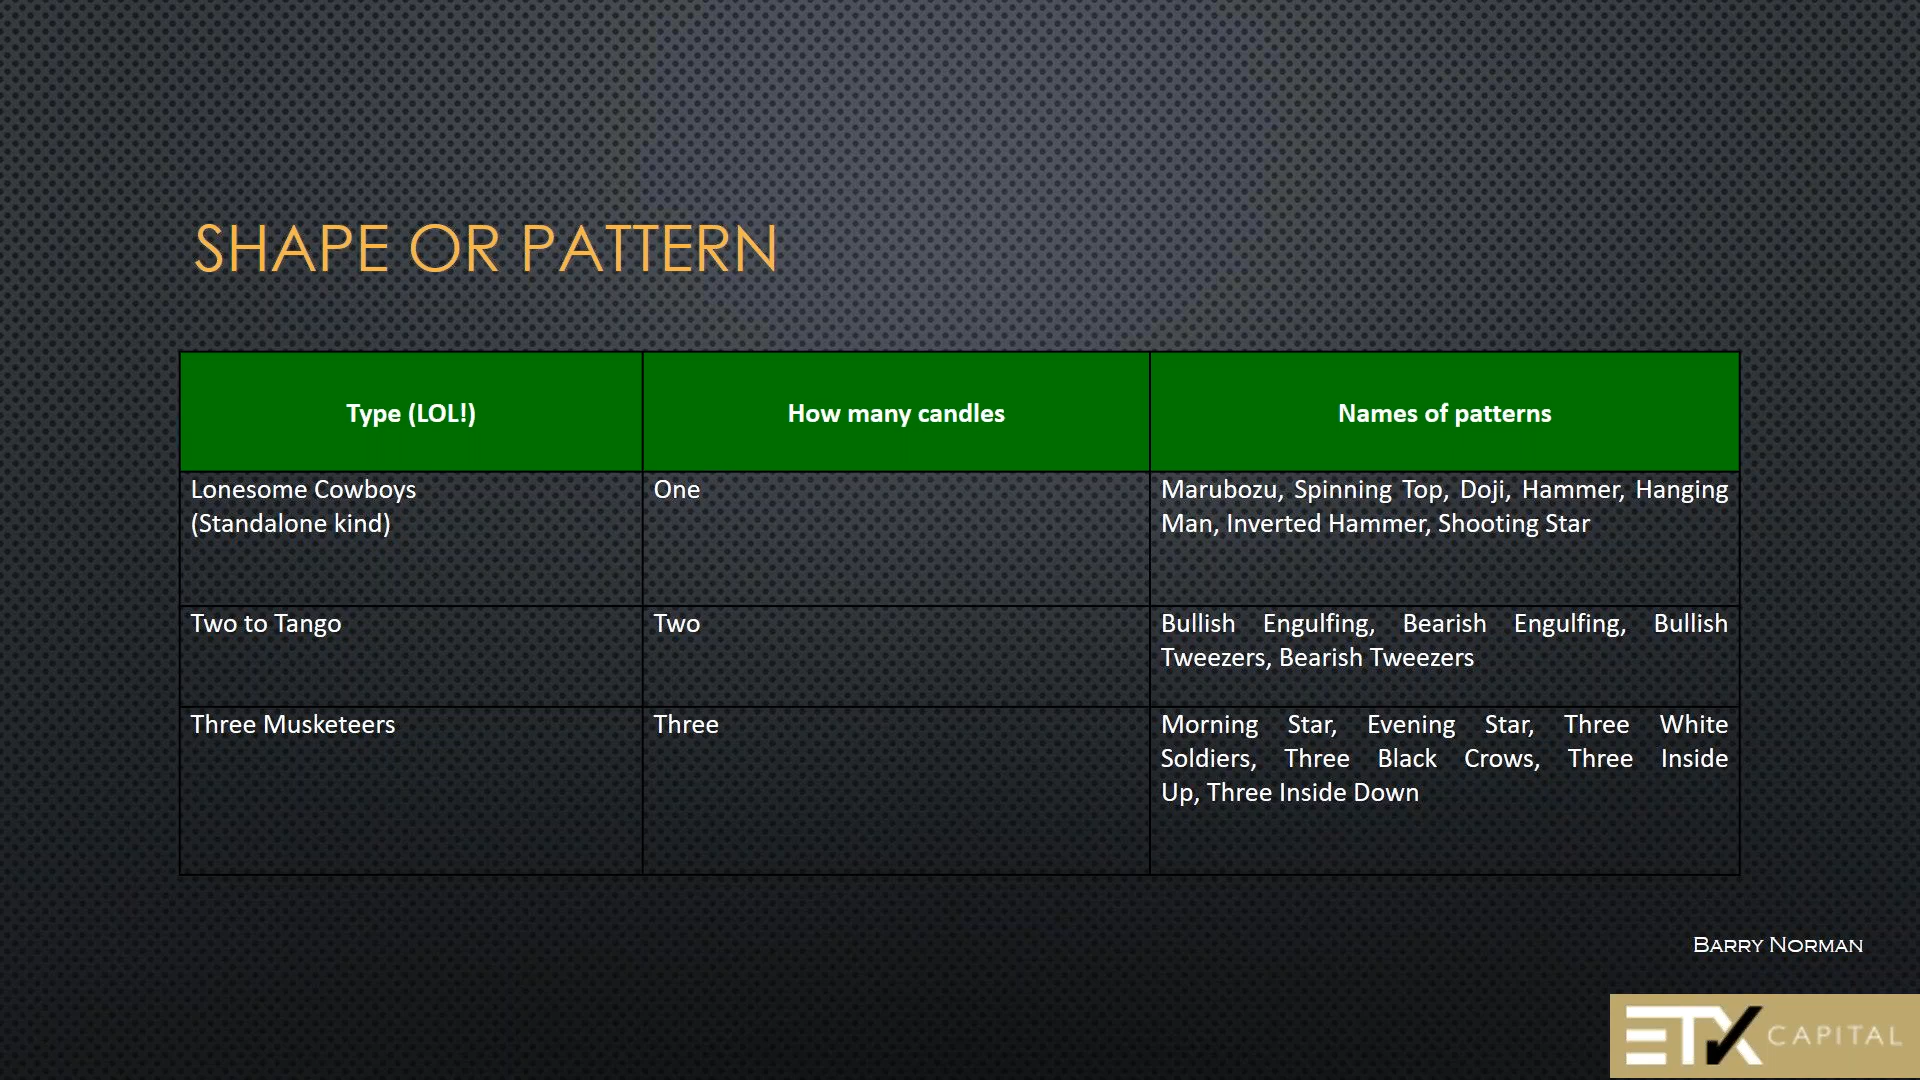 SHAPE OR PATTERN
Type (LOL!)
How many candles
Names of patterns
Lonesome Cowboys
(Standalone kind)
One
Marubozu, Spinning Top, Doji, Hammer, Hanging
Man, Inverted Hammer, Shooting Star
Two to Tango
Two
Bullish Engulfing, Bearish Engulfing, Bullish
Tweezers, Bearish Tweezers
Three Musketeers
Three
Morning Star, Evening Star, Three White
Soldiers, Three Black Crows, Three Inside
Up, Three Inside Down
Barry Norman
ETX CAPITAL